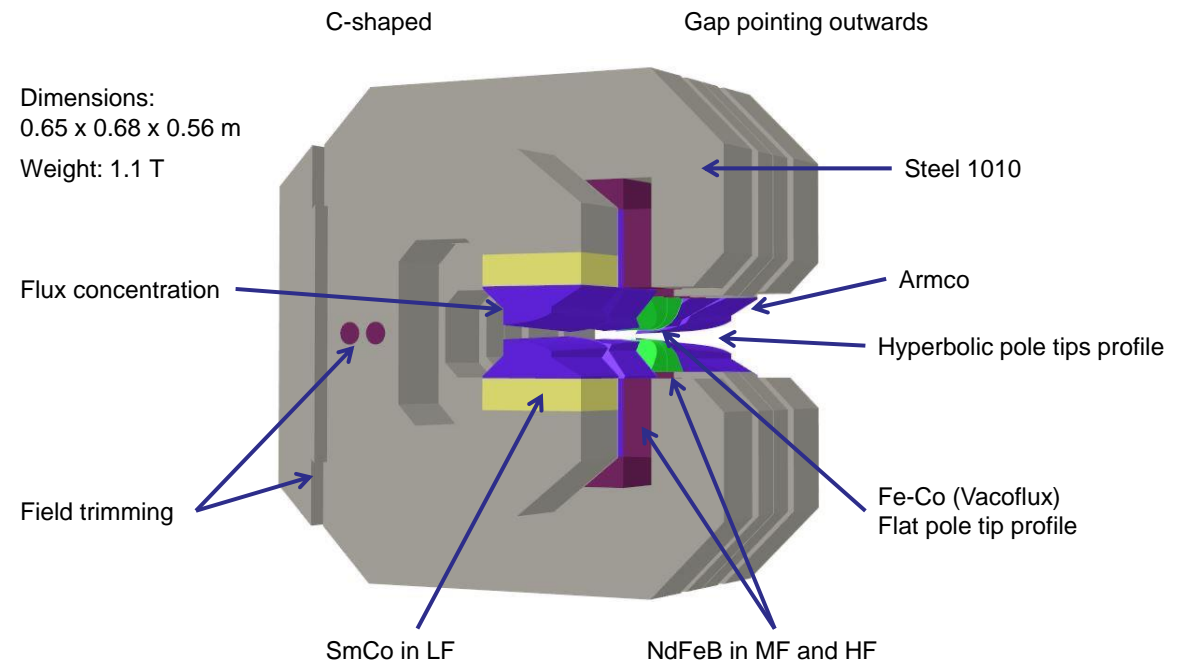 C-shaped
Gap pointing outwards
Dimensions:
0.65 x 0.68 x 0.56 m
Weight: 1.1 T
Steel 1010
Flux concentration
Armco
Hyperbolic pole tips profile
Field trimming
Fe-Co (Vacoflux)
Flat pole tip profile
SmCo in LF
NdFeB in MF and HF